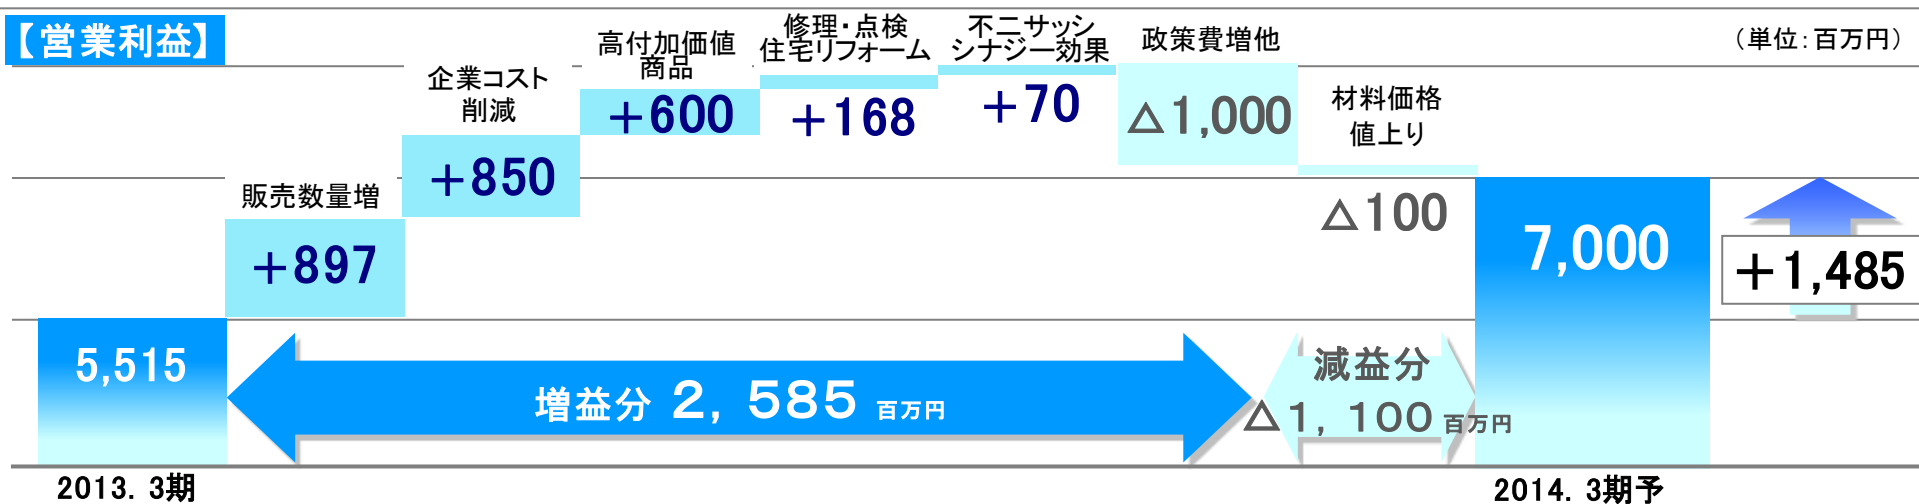 【営業利益】
（単位：百万円）
販売数量増
+897
企業コスト
削減
+850
高付加価値
商品
+600
修理・点検
住宅リフォーム
+168
不二サッシ
シナジー効果
+70
政策費増他
△1,000
材料価格
値上り
△100
5,515
7,000
+1,485
増益分 2，585 百万円
減益分
△1，100 百万円
2013．3期
2014．3期予